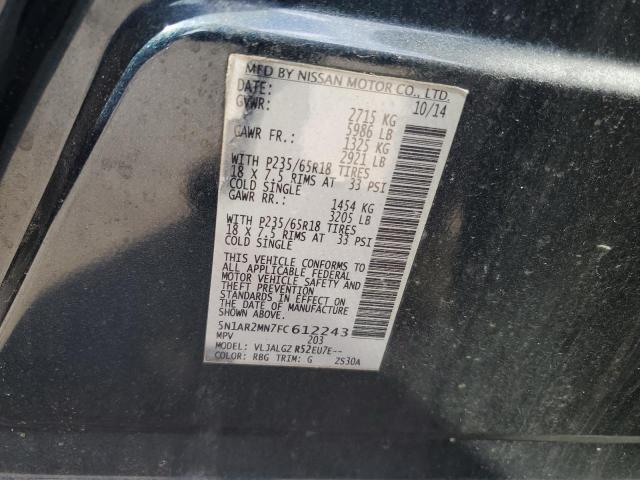 MFD BY NISSAN MOTOR CO., LTD.
DATE: 10/14
GVWR: 2715 KG
5986 LB
GAWR FR.: 1325 KG
2921 LB
WITH P235/65R18 TIRES
18 X 7.5 RIMS AT 33 PSI
COLD SINGLE
GAWR RR.: 1454 KG
3205 LB
WITH P235/65R18 TIRES
18 X 7.5 RIMS AT 33 PSI
COLD SINGLE
THIS VEHICLE CONFORMS TO
ALL APPLICABLE FEDERAL
MOTOR VEHICLE SAFETY AND
THEFT PREVENTION
STANDARDS IN EFFECT ON THE
DATE OF MANUFACTURE
5N1AR2MN7FC612243
MPV 203
MODEL: VLJALGZ R52EU7E--
COLOR: RBG TRIM: G 2S30A